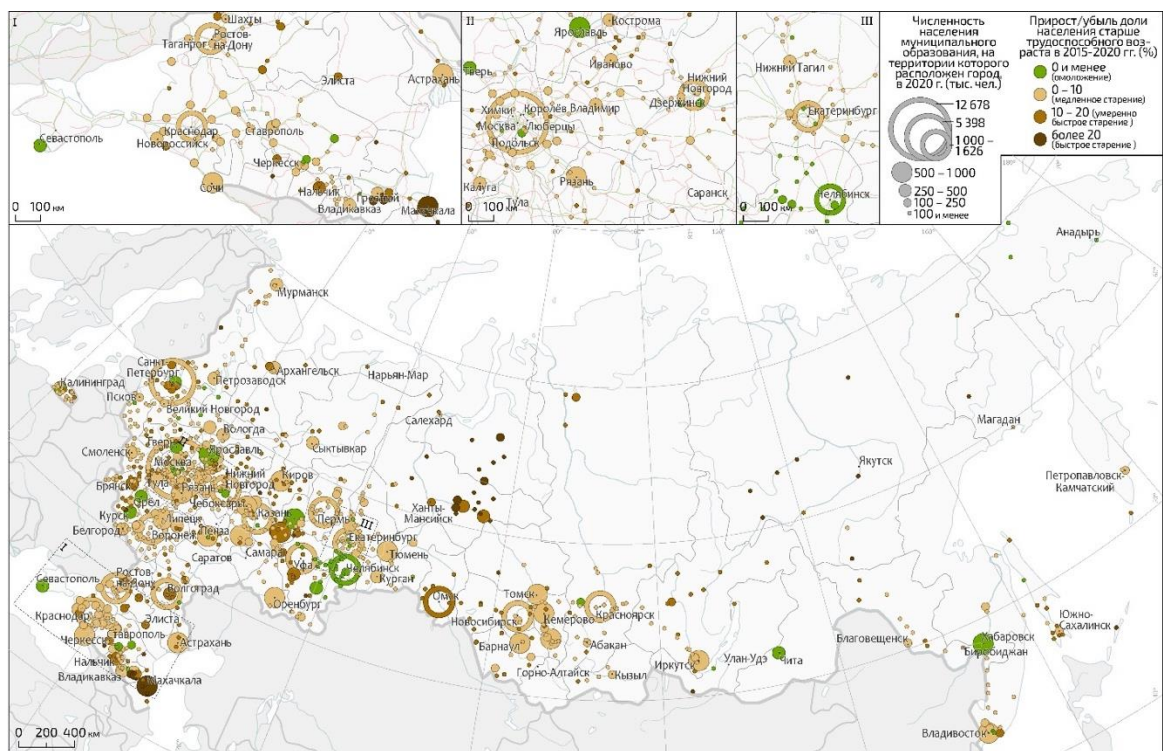 I
Шахты
Ростов-
на-Дону
Таганрог
Элиста
Астрахань
Севастополь
Краснодар
Ставрополь
Новороссийск
Черкесск
Сочи
Нальчик
Грозный
Владикавказ
Махачкала
0 100 км
II
Кострома
Ярославль
Тверь
Иваново
Нижний
Новгород
Дзержинск
Химки
Королёв
Владимир
Москва
Люберцы
Подольск
Калуга
Рязань
Тула
Саранск
0 100 км
III
Нижний Тагил
Екатеринбург
Челябинск
0 100 км
Численность
населения
муниципального
образования, на
территории которого
расположен город,
в 2020 г. (тыс. чел.)
12 678
5 398
1 000 –
1 626
500 – 1 000
250 – 500
100 – 250
100 и менее
Прирост/убыль доли
населения старше
трудоспособного воз-
раста в 2015-2020 гг. (%)
0 и менее
(омоложение)
0 – 10
(медленное старение)
10 – 20 (умеренно
быстрое старение)
более 20
(быстрое старение)
Анадырь
Мурманск
Санкт-
Петербург
Архангельск
Нарьян-Мар
Калининград
Петрозаводск
Псков
Великий Новгород
Салехард
Магадан
Вологда
Тверь
II
Ярославль
Сыктывкар
Смоленск
Москва
Якутск
Петропавловск-
Камчатский
Нижний
Новгород
Киров
Брянск
Тула
Рязань
Орёл
Чебоксары
Ханты-
Мансийск
Курск
Липецк
Казань
Пермь
III
Белгород
Воронеж
Пенза
Екатеринбург
Самара
Тюмень
I
Саратов
Уфа
Челябинск
Курган
Севастополь
Ростов-
на-Дону
Волгоград
Оренбург
Омск
Томск
Новосибирск
Кемерово
Красноярск
Краснодар
Элиста
Ставрополь
Астрахань
Черкесск
Барнаул
Абакан
Благовещенск
Хабаровск
Биробиджан
Южно-
Сахалинск
Нальчик
Владикавказ
Махачкала
Горно-Алтайск
Кызыл
Иркутск
Улан-Удэ
Чита
Владивосток
0 200 400 км